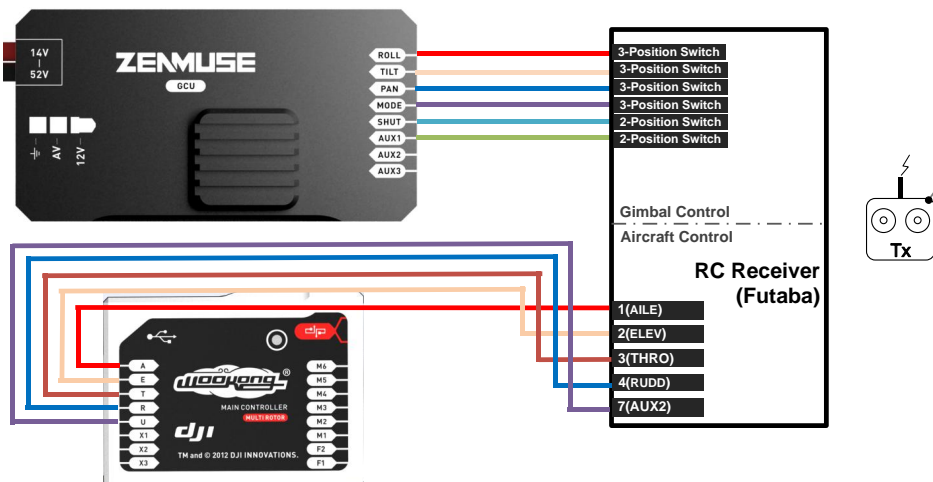 14V
52V
ZENMUSE
GCU
AV
12V
ROLL
TILT
PAN
MODE
SHUT
AUX1
AUX2
AUX3
3-Position Switch
3-Position Switch
3-Position Switch
3-Position Switch
2-Position Switch
2-Position Switch
Gimbal Control
Aircraft Control
RC Receiver
(Futaba)
Tx
1(AILE)
2(ELEV)
3(THRO)
4(RUDD)
7(AUX2)
A
E
T
R
U
X1
X2
X3
WooKong®
MAIN CONTROLLER
MULTI ROTOR
dji
TM and © 2012 DJI INNOVATIONS.
M6
M5
M4
M3
M2
M1
F2
F1